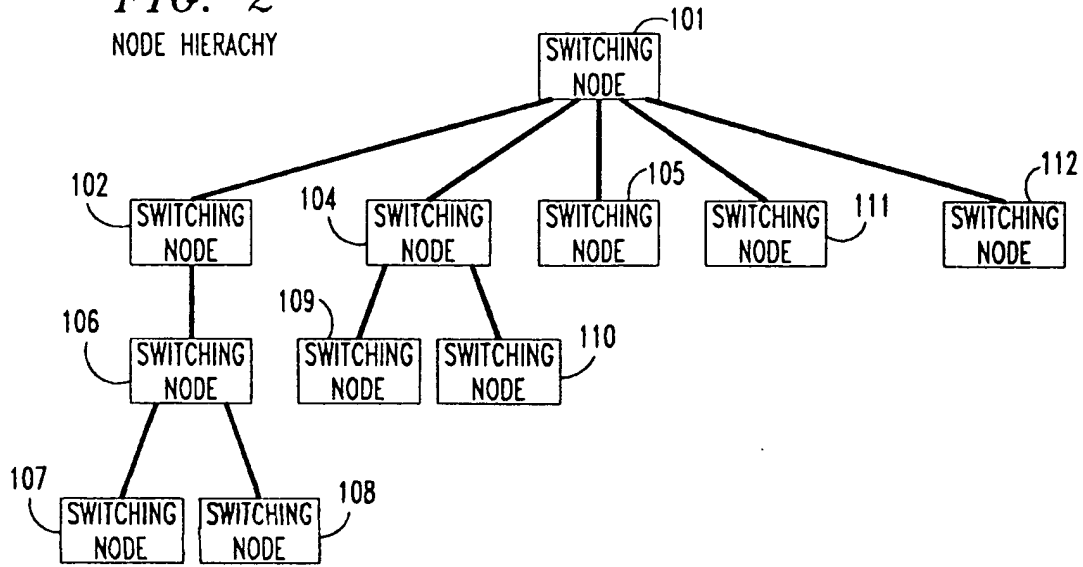 FIG. 2
NODE HIERACHY
101
SWITCHING
NODE
102
SWITCHING
NODE
104
SWITCHING
NODE
105
SWITCHING
NODE
111
SWITCHING
NODE
112
SWITCHING
NODE
106
SWITCHING
NODE
109
SWITCHING
NODE
110
SWITCHING
NODE
107
SWITCHING
NODE
108
SWITCHING
NODE